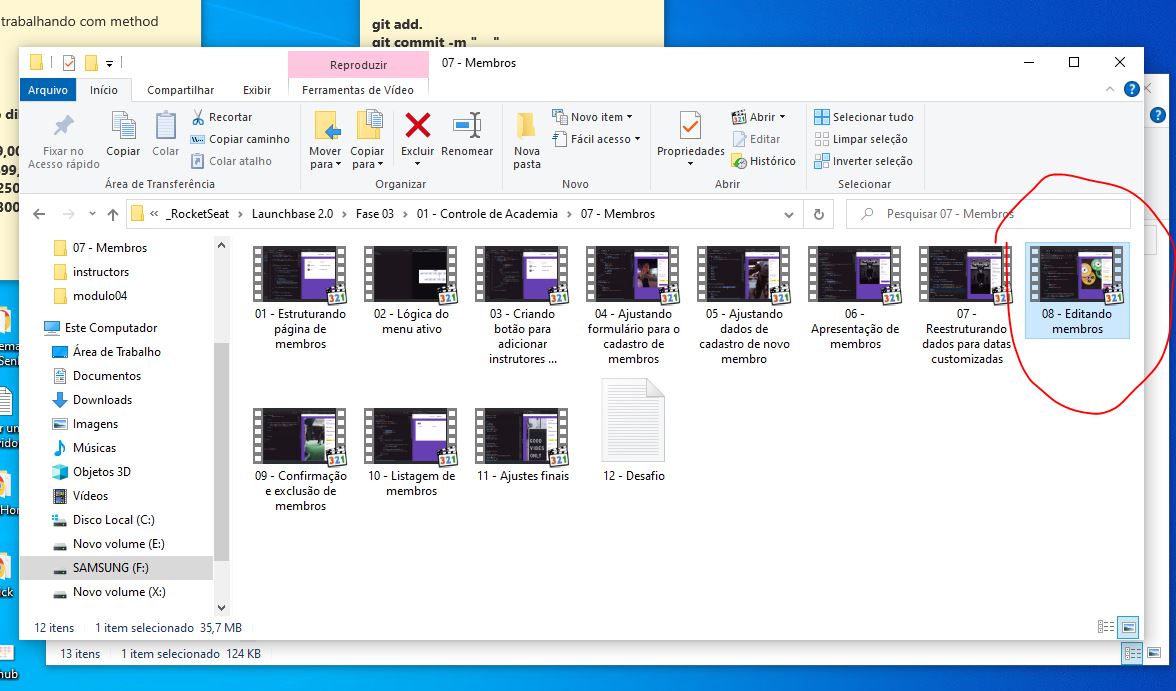 trabalhando com method
git add.
git commit -m "__"
Reproduzir
07 - Membros
Arquivo
Início
Compartilhar
Exibir
Ferramentas de Vídeo
Fixar no
Acesso rápido
Copiar
Colar
Recortar
Copiar caminho
Colar atalho
Área de Transferência
Mover
para
Copiar
para
Excluir
Renomear
Organizar
Nova
pasta
Novo item
Fácil acesso
Novo
Propriedades
Abrir
Editar
Histórico
Abrir
Selecionar tudo
Limpar seleção
Inverter seleção
Selecionar
« _RocketSeat > Launchbase 2.0 > Fase 03 > 01 - Controle de Academia > 07 - Membros
Pesquisar 07 - Membros
07 - Membros
instructors
modulo04
Este Computador
Área de Trabalho
Documentos
Downloads
Imagens
Músicas
Objetos 3D
Vídeos
Disco Local (C:)
Novo volume (E:)
SAMSUNG (F:)
Novo volume (X:)
01 - Estruturando
página de
membros
02 - Lógica do
menu ativo
03 - Criando
botão para
adicionar
instrutores ...
04 - Ajustando
formulário para o
cadastro de
membros
05 - Ajustando
dados de
cadastro de novo
membro
06 -
Apresentação de
membros
07 -
Reestruturando
dados para datas
customizadas
08 - Editando
membros
09 - Confirmação
e exclusão de
membros
10 - Listagem de
membros
11 - Ajustes finais
12 - Desafio
12 itens
1 item selecionado 35,7 MB
13 itens
1 item selecionado 124 KB